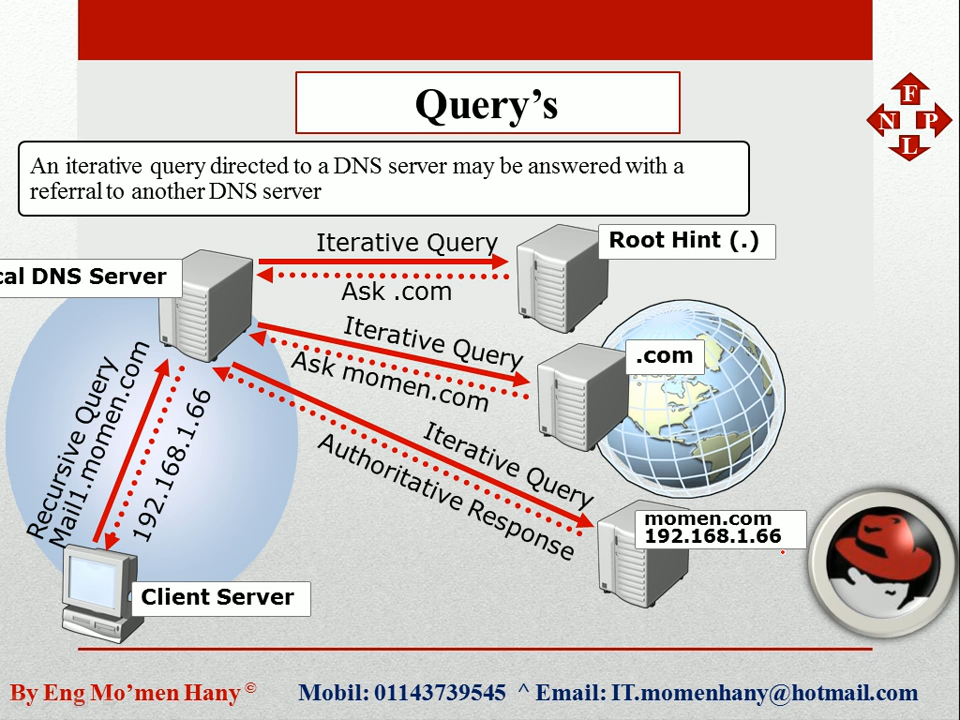 Query’s
F
N P
L
An iterative query directed to a DNS server may be answered with a
referral to another DNS server
Iterative Query
Root Hint (.)
cal DNS Server
Ask .com
Iterative Query
.com
Ask momen.com
Recursive Query
Mail1.momen.com
192.168.1.66
Iterative Query
Authoritative Response
momen.com
192.168.1.66
Client Server
By Eng Mo’men Hany © Mobil: 01143739545 ^ Email: IT.momenhany@hotmail.com